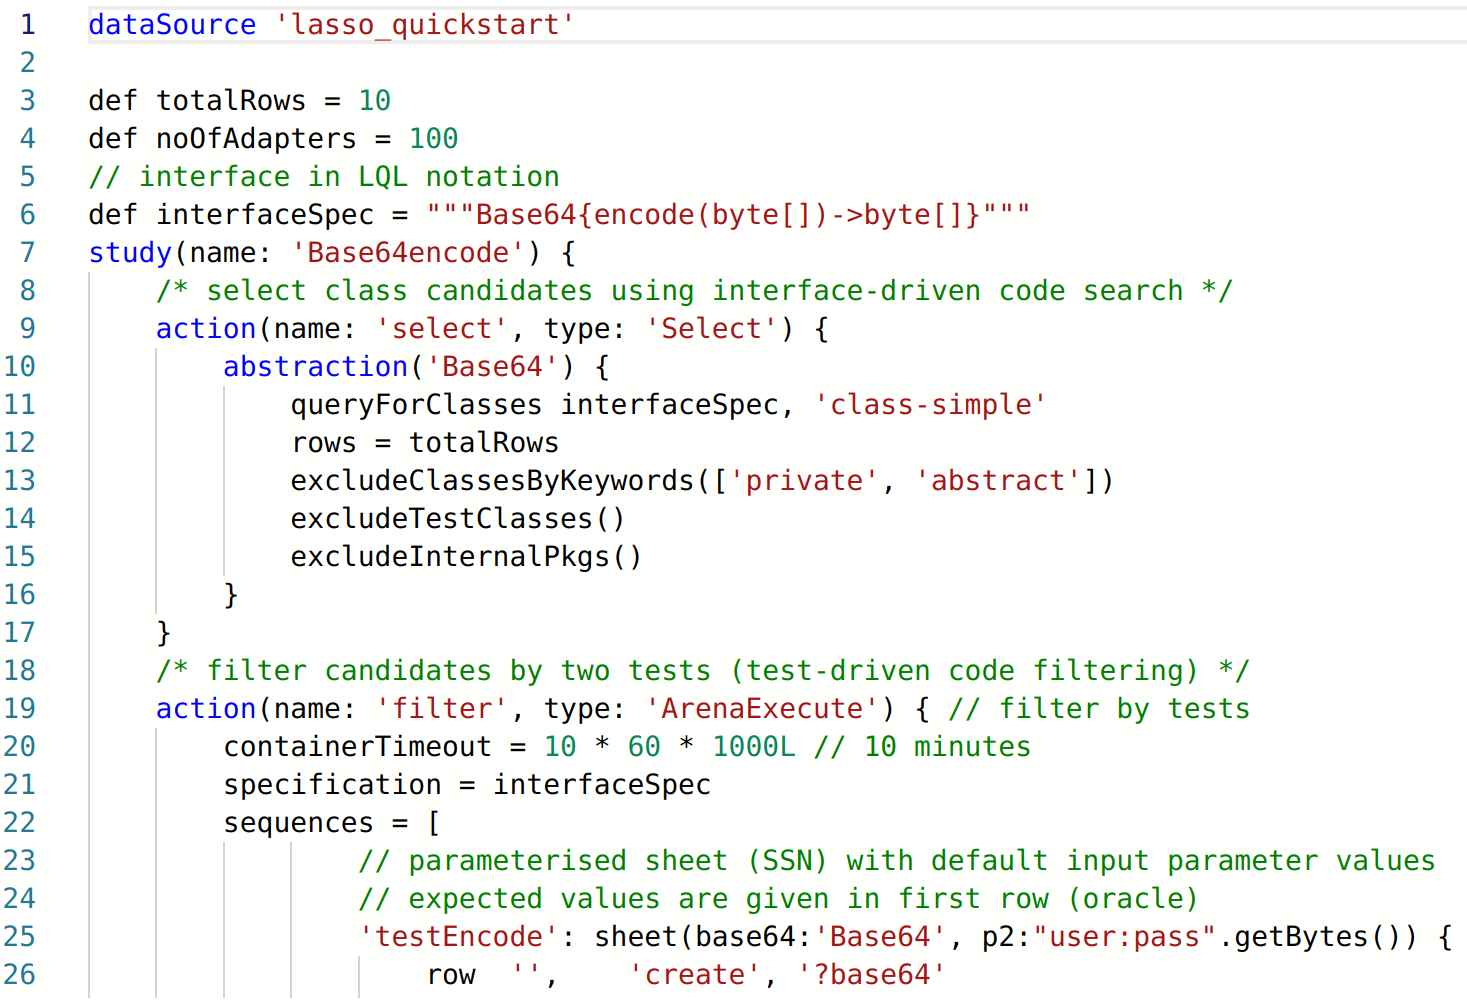 1 dataSource 'lasso_quickstart'
2
3 def totalRows = 10
4 def noOfAdapters = 100
5 // interface in LQL notation
6 def interfaceSpec = """Base64{encode(byte[])->byte[]}"""
7 study(name: 'Base64encode') {
8     /* select class candidates using interface-driven code search */
9     action(name: 'select', type: 'Select') {
10         abstraction('Base64') {
11             queryForClasses interfaceSpec, 'class-simple'
12             rows = totalRows
13             excludeClassesByKeywords(['private', 'abstract'])
14             excludeTestClasses()
15             excludeInternalPkgs()
16         }
17     }
18     /* filter candidates by two tests (test-driven code filtering) */
19     action(name: 'filter', type: 'ArenaExecute') { // filter by tests
20         containerTimeout = 10 * 60 * 1000L // 10 minutes
21         specification = interfaceSpec
22         sequences = [
23                 // parameterised sheet (SSN) with default input parameter values
24                 // expected values are given in first row (oracle)
25                 'testEncode': sheet(base64:'Base64', p2:"user:pass".getBytes()) {
26                     row  '',    'create', '?base64'